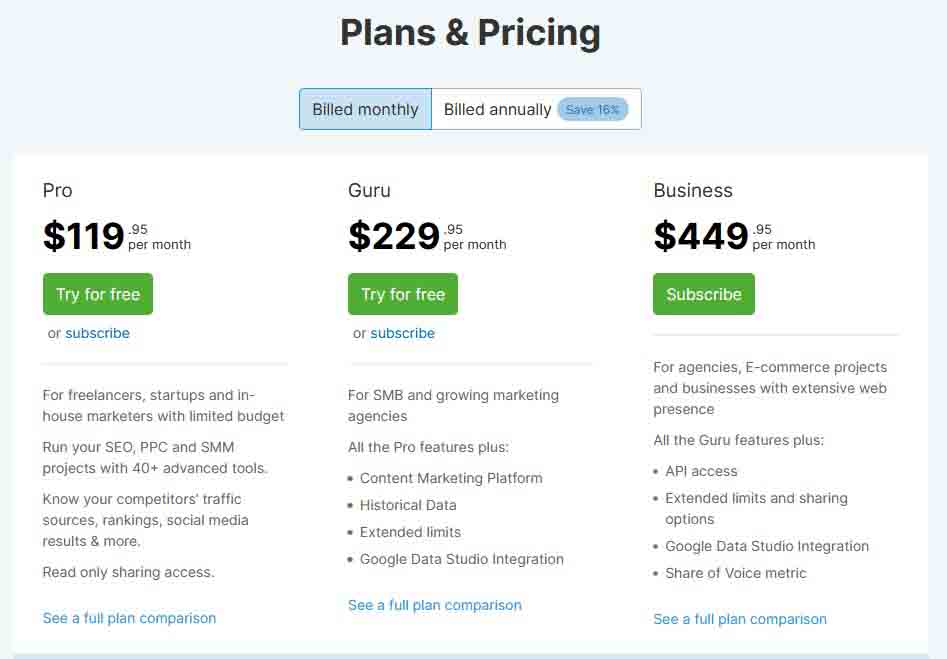 Plans & Pricing
Billed monthly
Billed annually Save 16%
Pro
$119 .95
per month
Try for free
or subscribe
For freelancers, startups and in-
house marketers with limited budget
Run your SEO, PPC and SMM
projects with 40+ advanced tools.
Know your competitors' traffic
sources, rankings, social media
results & more.
Read only sharing access.
See a full plan comparison
Guru
$229 .95
per month
Try for free
or subscribe
For SMB and growing marketing
agencies
All the Pro features plus:
• Content Marketing Platform
• Historical Data
• Extended limits
• Google Data Studio Integration
See a full plan comparison
Business
$449 .95
per month
Subscribe
For agencies, E-commerce projects
and businesses with extensive web
presence
All the Guru features plus:
• API access
• Extended limits and sharing
options
• Google Data Studio Integration
• Share of Voice metric
See a full plan comparison